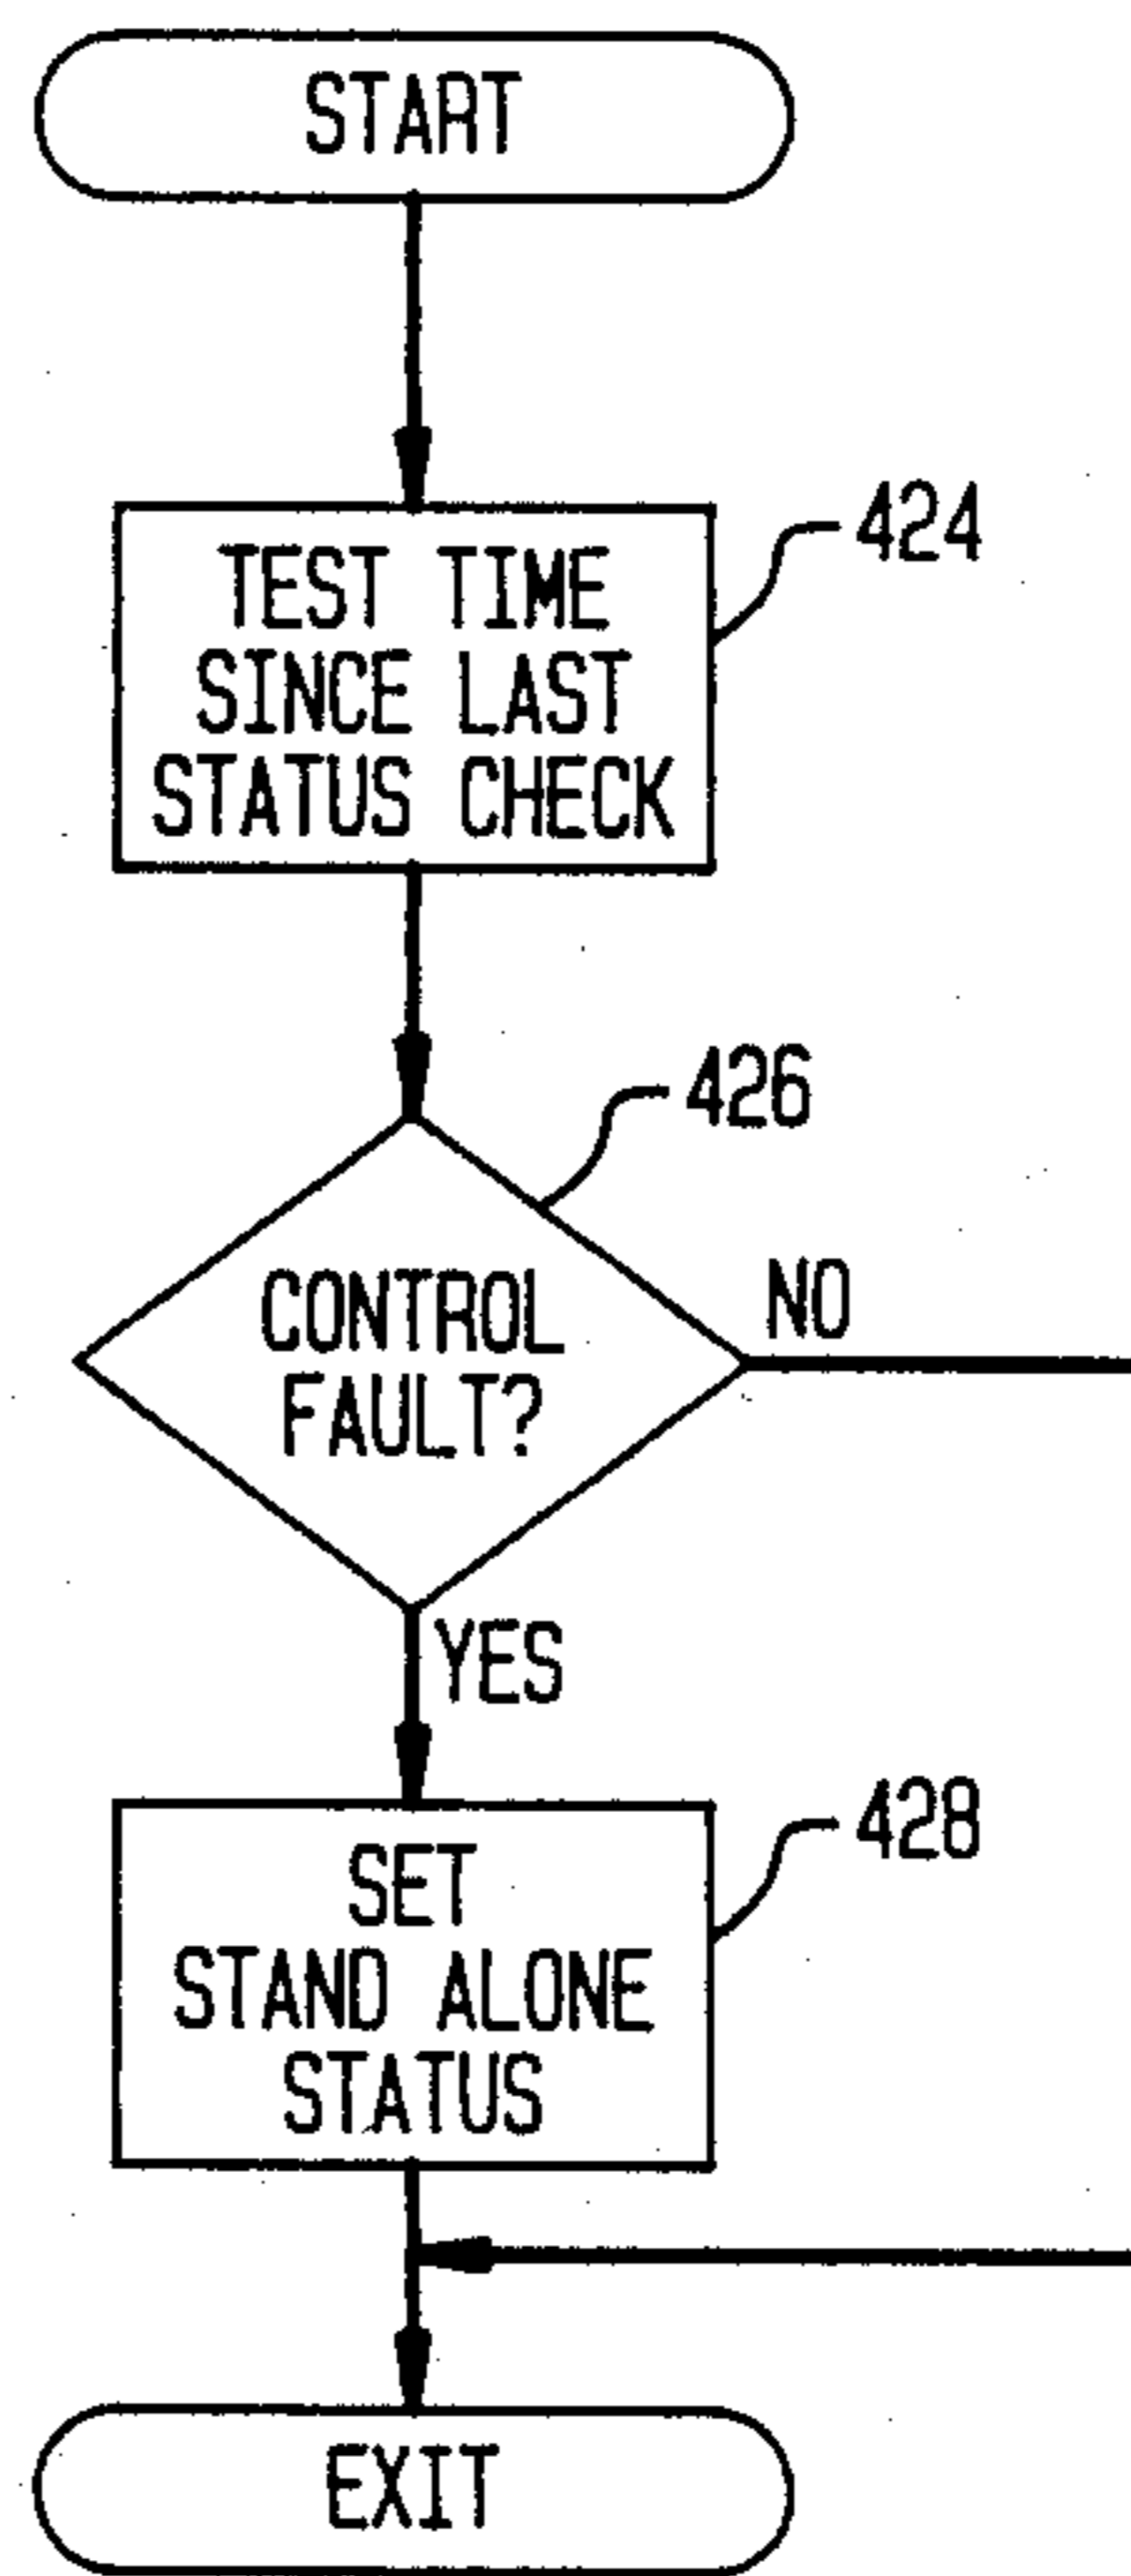 START
TEST TIME
SINCE LAST
STATUS CHECK
424
426
CONTROL
FAULT?
NO
YES
SET
STAND ALONE
STATUS
428
EXIT